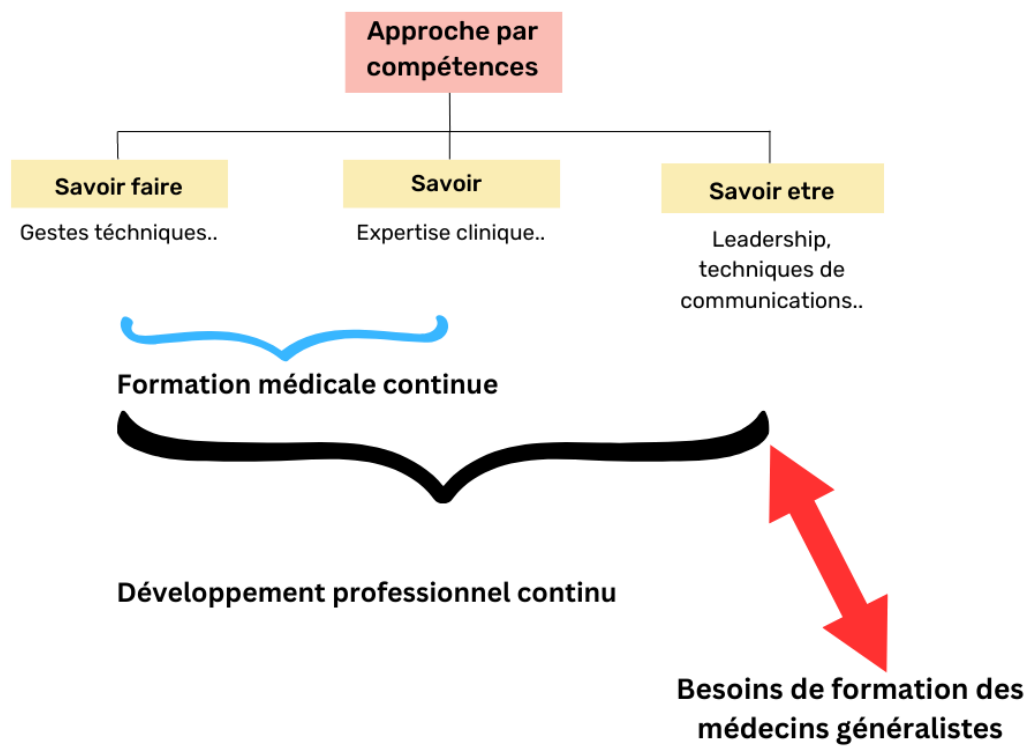 Approche par
compétences
Savoir faire
Savoir
Savoir etre
Gestes téchniques..
Expertise clinique..
Leadership,
techniques de
communications..
Formation médicale continue
Développement professionnel continu
Besoins de formation des
médecins généralistes